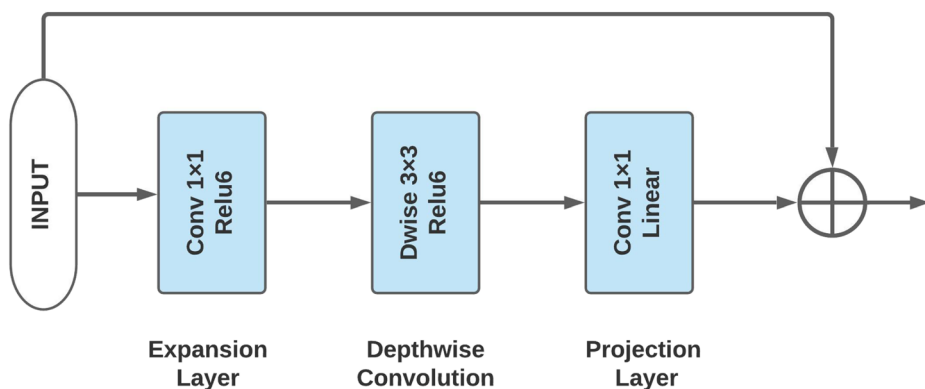 INPUT
Conv 1×1
Relu6
Dwise 3×3
Relu6
Conv 1×1
Linear
Expansion
Layer
Depthwise
Convolution
Projection
Layer